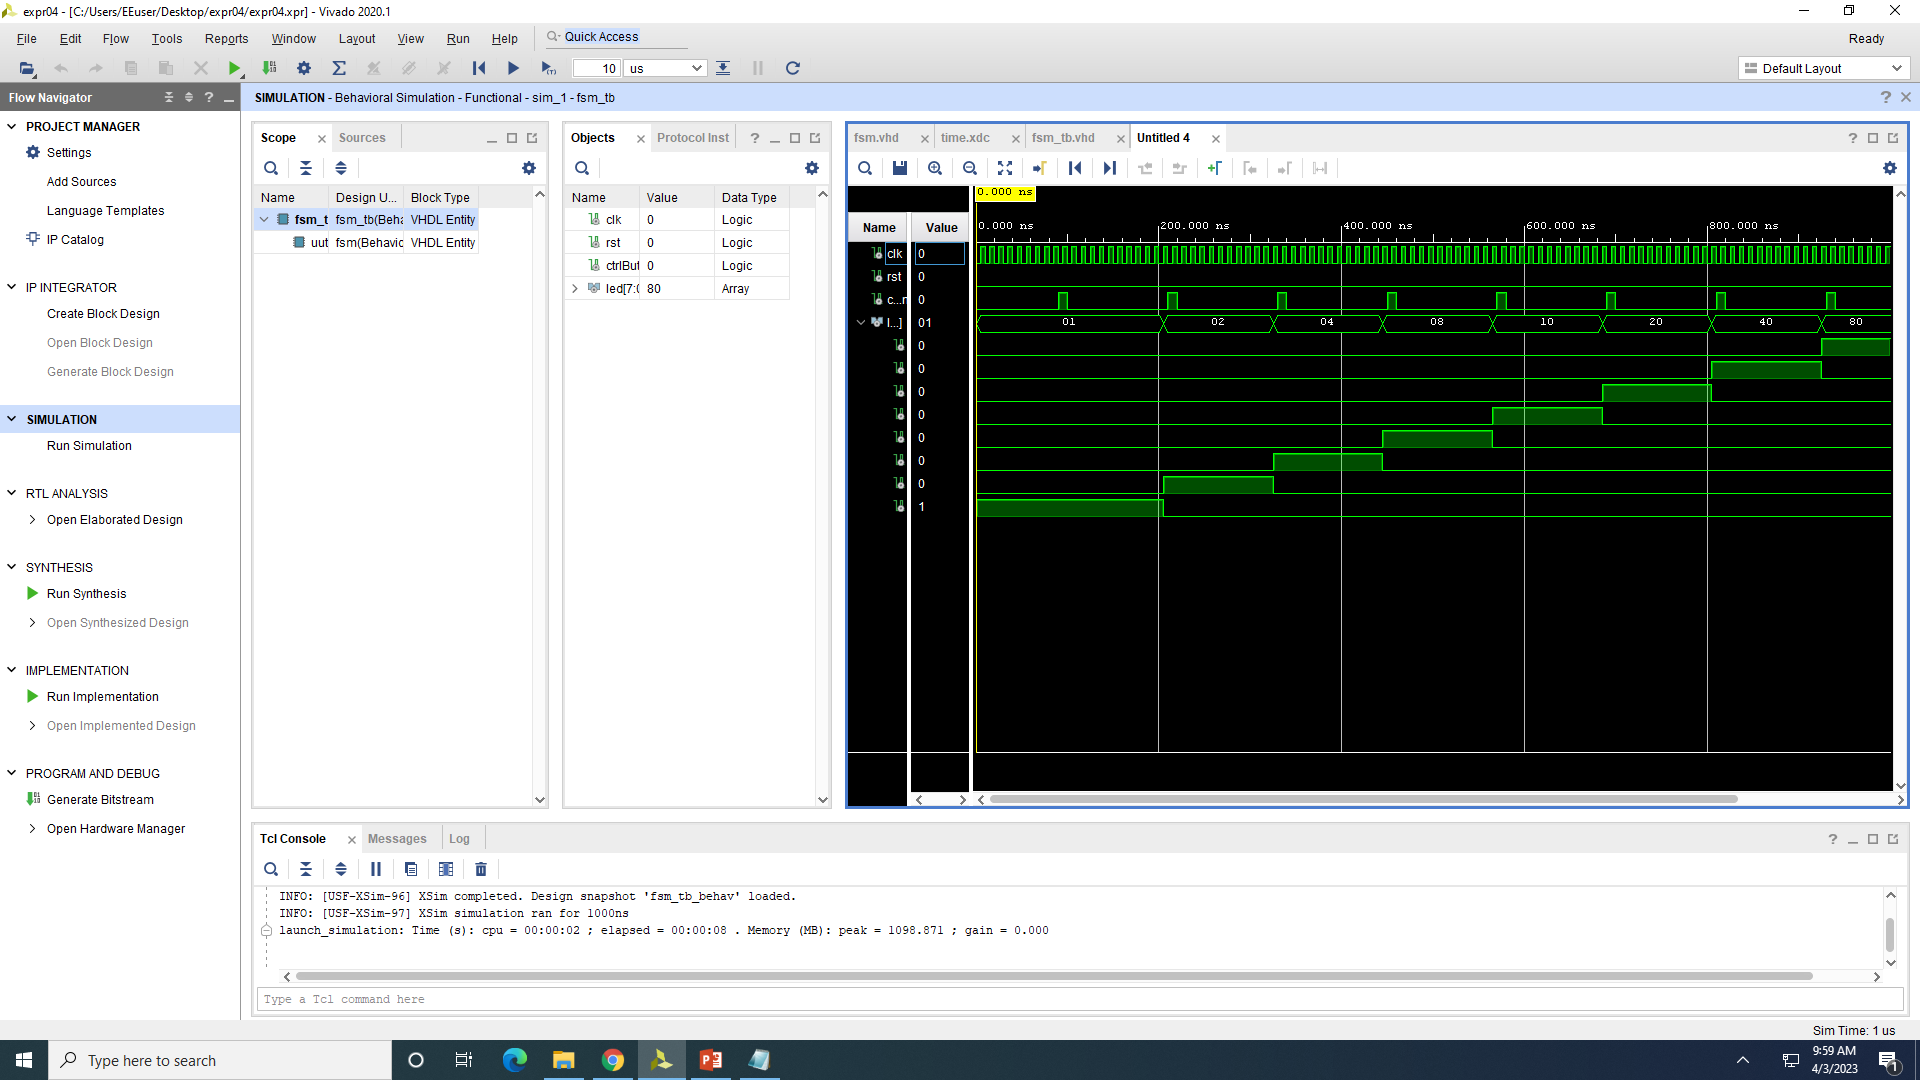 expr04 - [C:/Users/EEuser/Desktop/expr04/expr04.xpr] - Vivado 2020.1
File Edit Flow Tools Reports Window Layout View Run Help Quick Access Ready
10 us Default Layout
Flow Navigator
PROJECT MANAGER
Settings
Add Sources
Language Templates
IP Catalog
IP INTEGRATOR
Create Block Design
Open Block Design
Generate Block Design
SIMULATION
Run Simulation
RTL ANALYSIS
Open Elaborated Design
SYNTHESIS
Run Synthesis
Open Synthesized Design
IMPLEMENTATION
Run Implementation
Open Implemented Design
PROGRAM AND DEBUG
Generate Bitstream
Open Hardware Manager
SIMULATION - Behavioral Simulation - Functional - sim_1 - fsm_tb
Scope Sources
Name Design U... Block Type
fsm_t fsm_tb(Beha VHDL Entity
uut fsm(Behavic VHDL Entity
Objects Protocol Inst
Name Value Data Type
clk 0 Logic
rst 0 Logic
ctrlBut 0 Logic
led[7:0 80 Array
fsm.vhd time.xdc fsm_tb.vhd Untitled 4
0.000 ns
Name Value 0.000 ns 200.000 ns 400.000 ns 600.000 ns 800.000 ns
clk 0
rst 0
c...n 0
l...] 01 01 02 04 08 10 20 40 80
0
0
0
0
0
0
0
1
Tcl Console Messages Log
INFO: [USF-XSim-96] XSim completed. Design snapshot 'fsm_tb_behav' loaded.
INFO: [USF-XSim-97] XSim simulation ran for 1000ns
launch_simulation: Time (s): cpu = 00:00:02 ; elapsed = 00:00:08 . Memory (MB): peak = 1098.871 ; gain = 0.000
Type a Tcl command here
Sim Time: 1 us
Type here to search
9:59 AM
4/3/2023
1